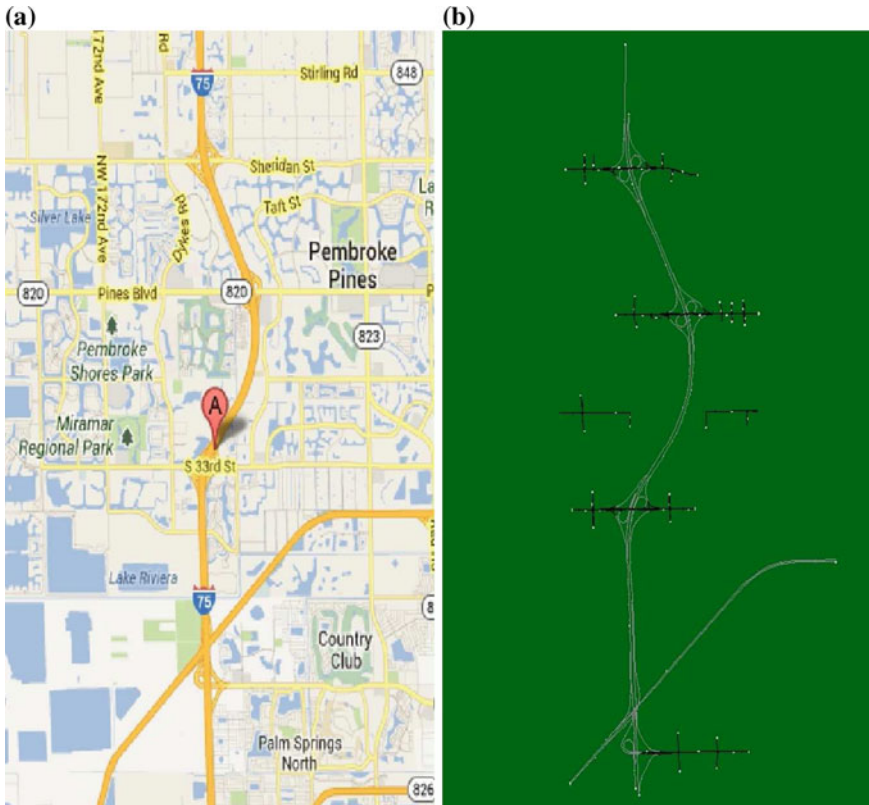 (a)
(b)
172nd Ave
Rd
75
Stirling Rd
848
Sheridan St
NW 172nd Ave
Dykes Rd
Taft St
Silver Lake
Pembroke
Pines
820
Pines Blvd
820
Pembroke
Shores Park
823
A
Miramar
Regional Park
S 33rd St
Lake Riviera
75
Country
Club
Palm Springs
North
826